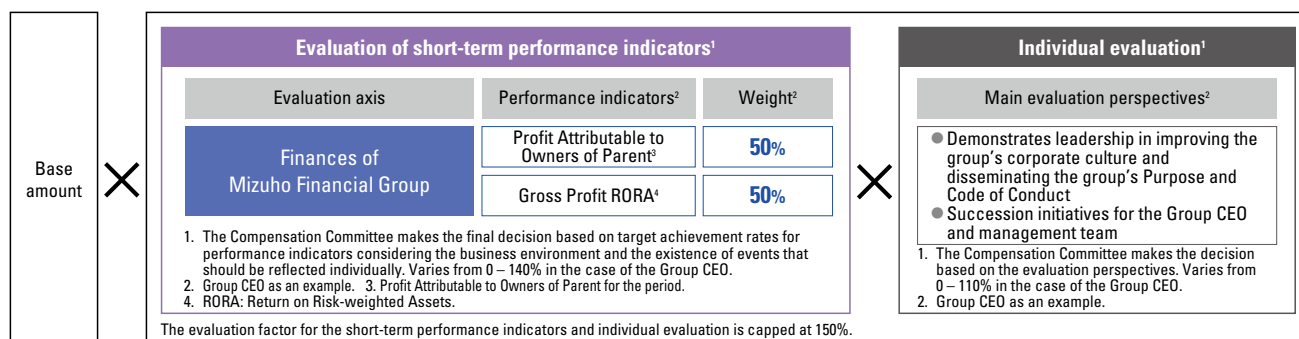 Base
amount
×
Evaluation of short-term performance indicators¹
Evaluation axis
Performance indicators²
Weight²
Finances of
Mizuho Financial Group
Profit Attributable to
Owners of Parent³
50%
Gross Profit RORA⁴
50%
1. The Compensation Committee makes the final decision based on target achievement rates for
performance indicators considering the business environment and the existence of events that
should be reflected individually. Varies from 0 – 140% in the case of the Group CEO.
2. Group CEO as an example. 3. Profit Attributable to Owners of Parent for the period.
4. RORA: Return on Risk-weighted Assets.
×
Individual evaluation¹
Main evaluation perspectives²
● Demonstrates leadership in improving the
group's corporate culture and
disseminating the group's Purpose and
Code of Conduct
● Succession initiatives for the Group CEO
and management team
1. The Compensation Committee makes the decision
based on the evaluation perspectives. Varies from
0 – 110% in the case of the Group CEO.
2. Group CEO as an example.
The evaluation factor for the short-term performance indicators and individual evaluation is capped at 150%.